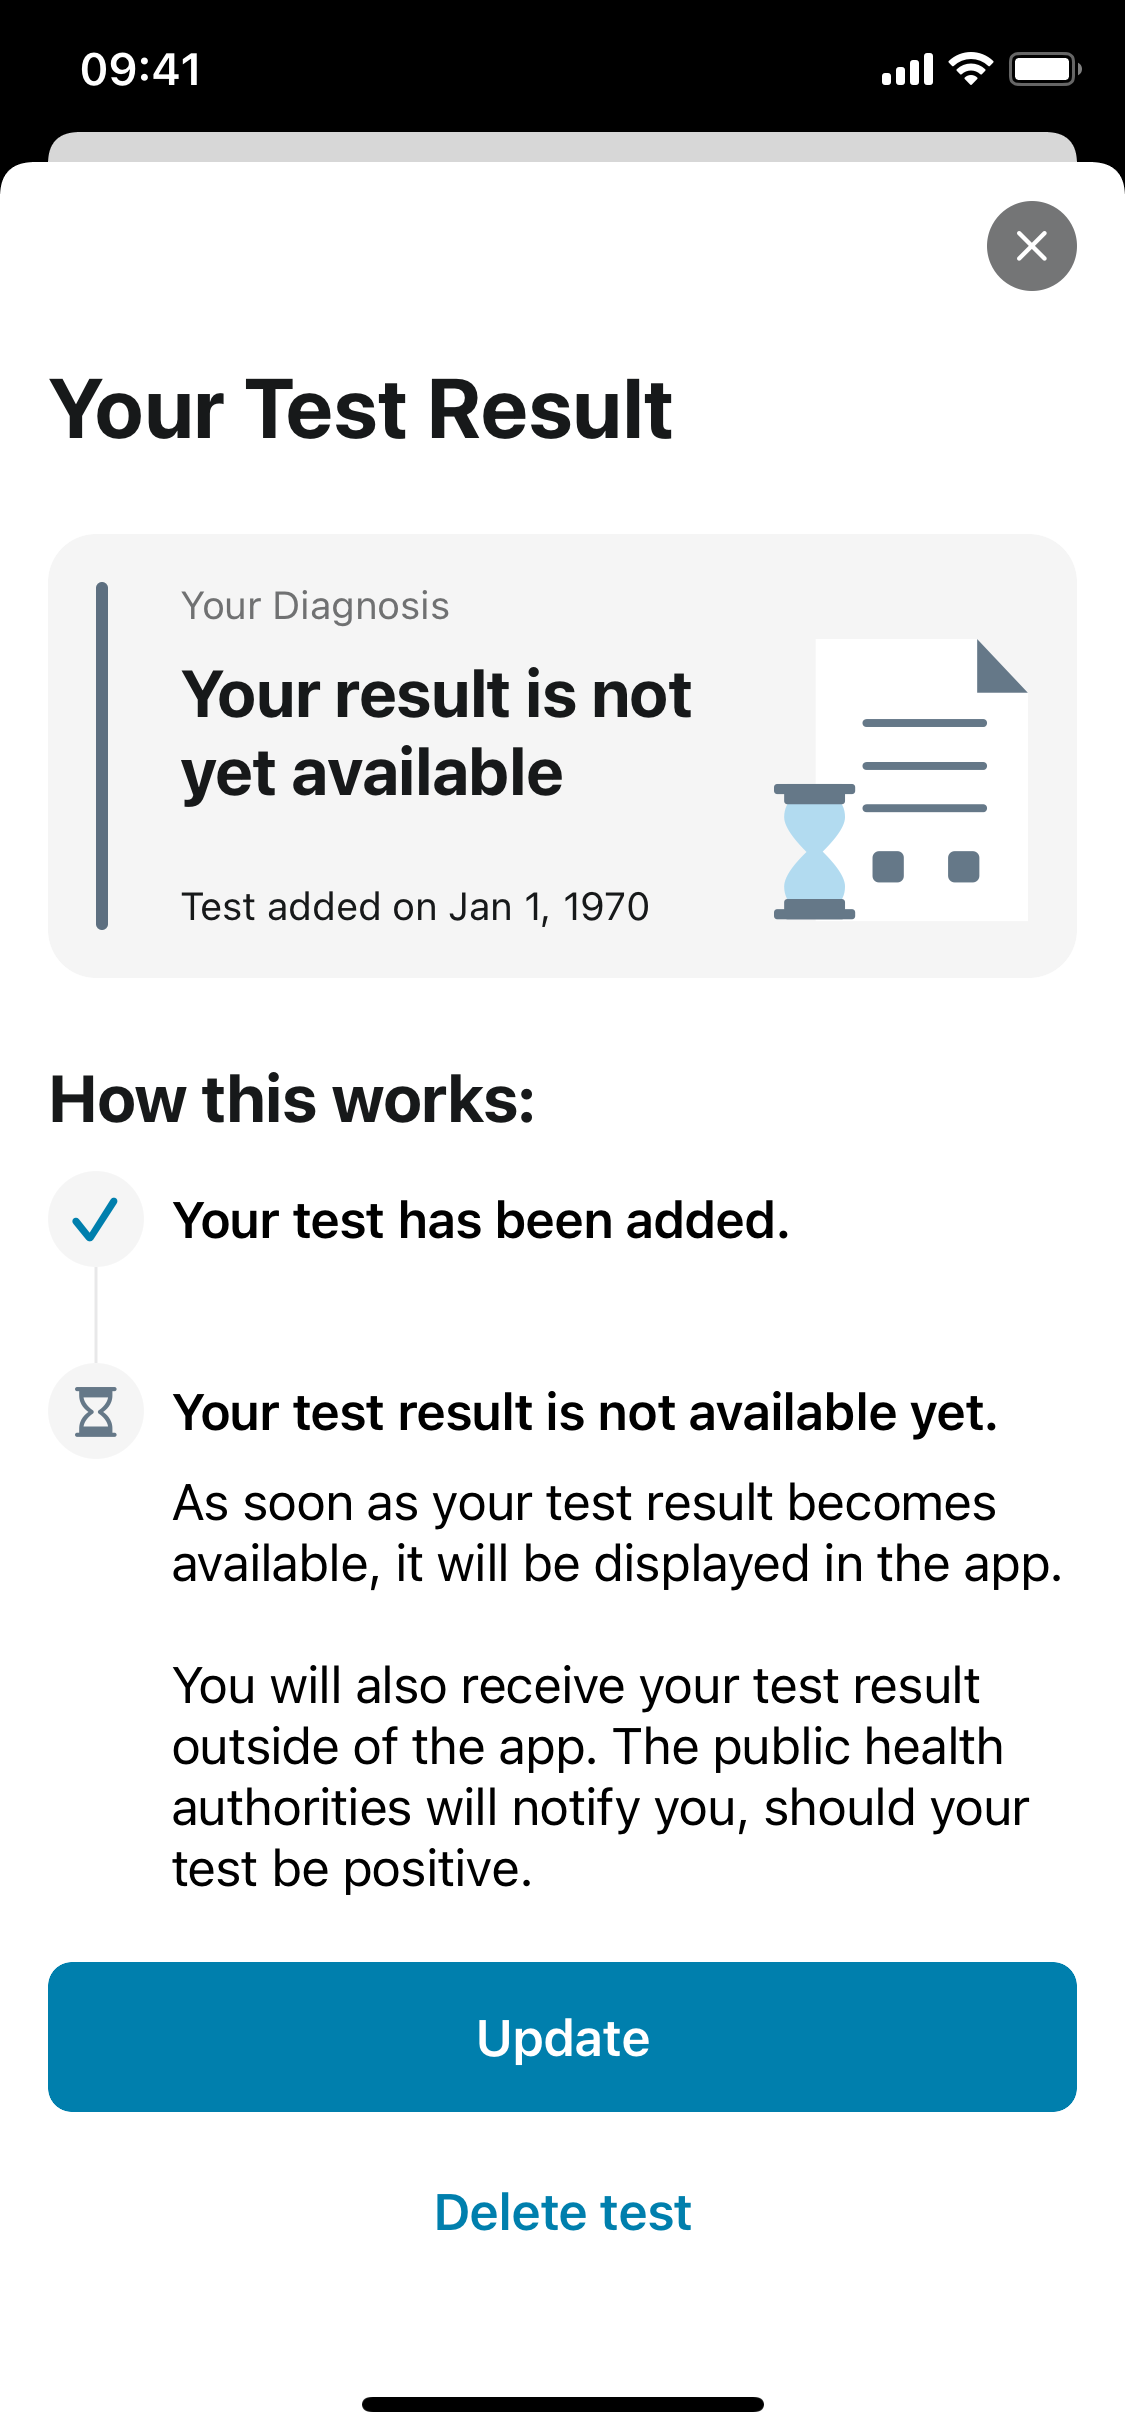 09:41
Your Test Result
Your Diagnosis
Your result is not
yet available
Test added on Jan 1, 1970
How this works:
Your test has been added.
Your test result is not available yet.
As soon as your test result becomes
available, it will be displayed in the app.
You will also receive your test result
outside of the app. The public health
authorities will notify you, should your
test be positive.
Update
Delete test